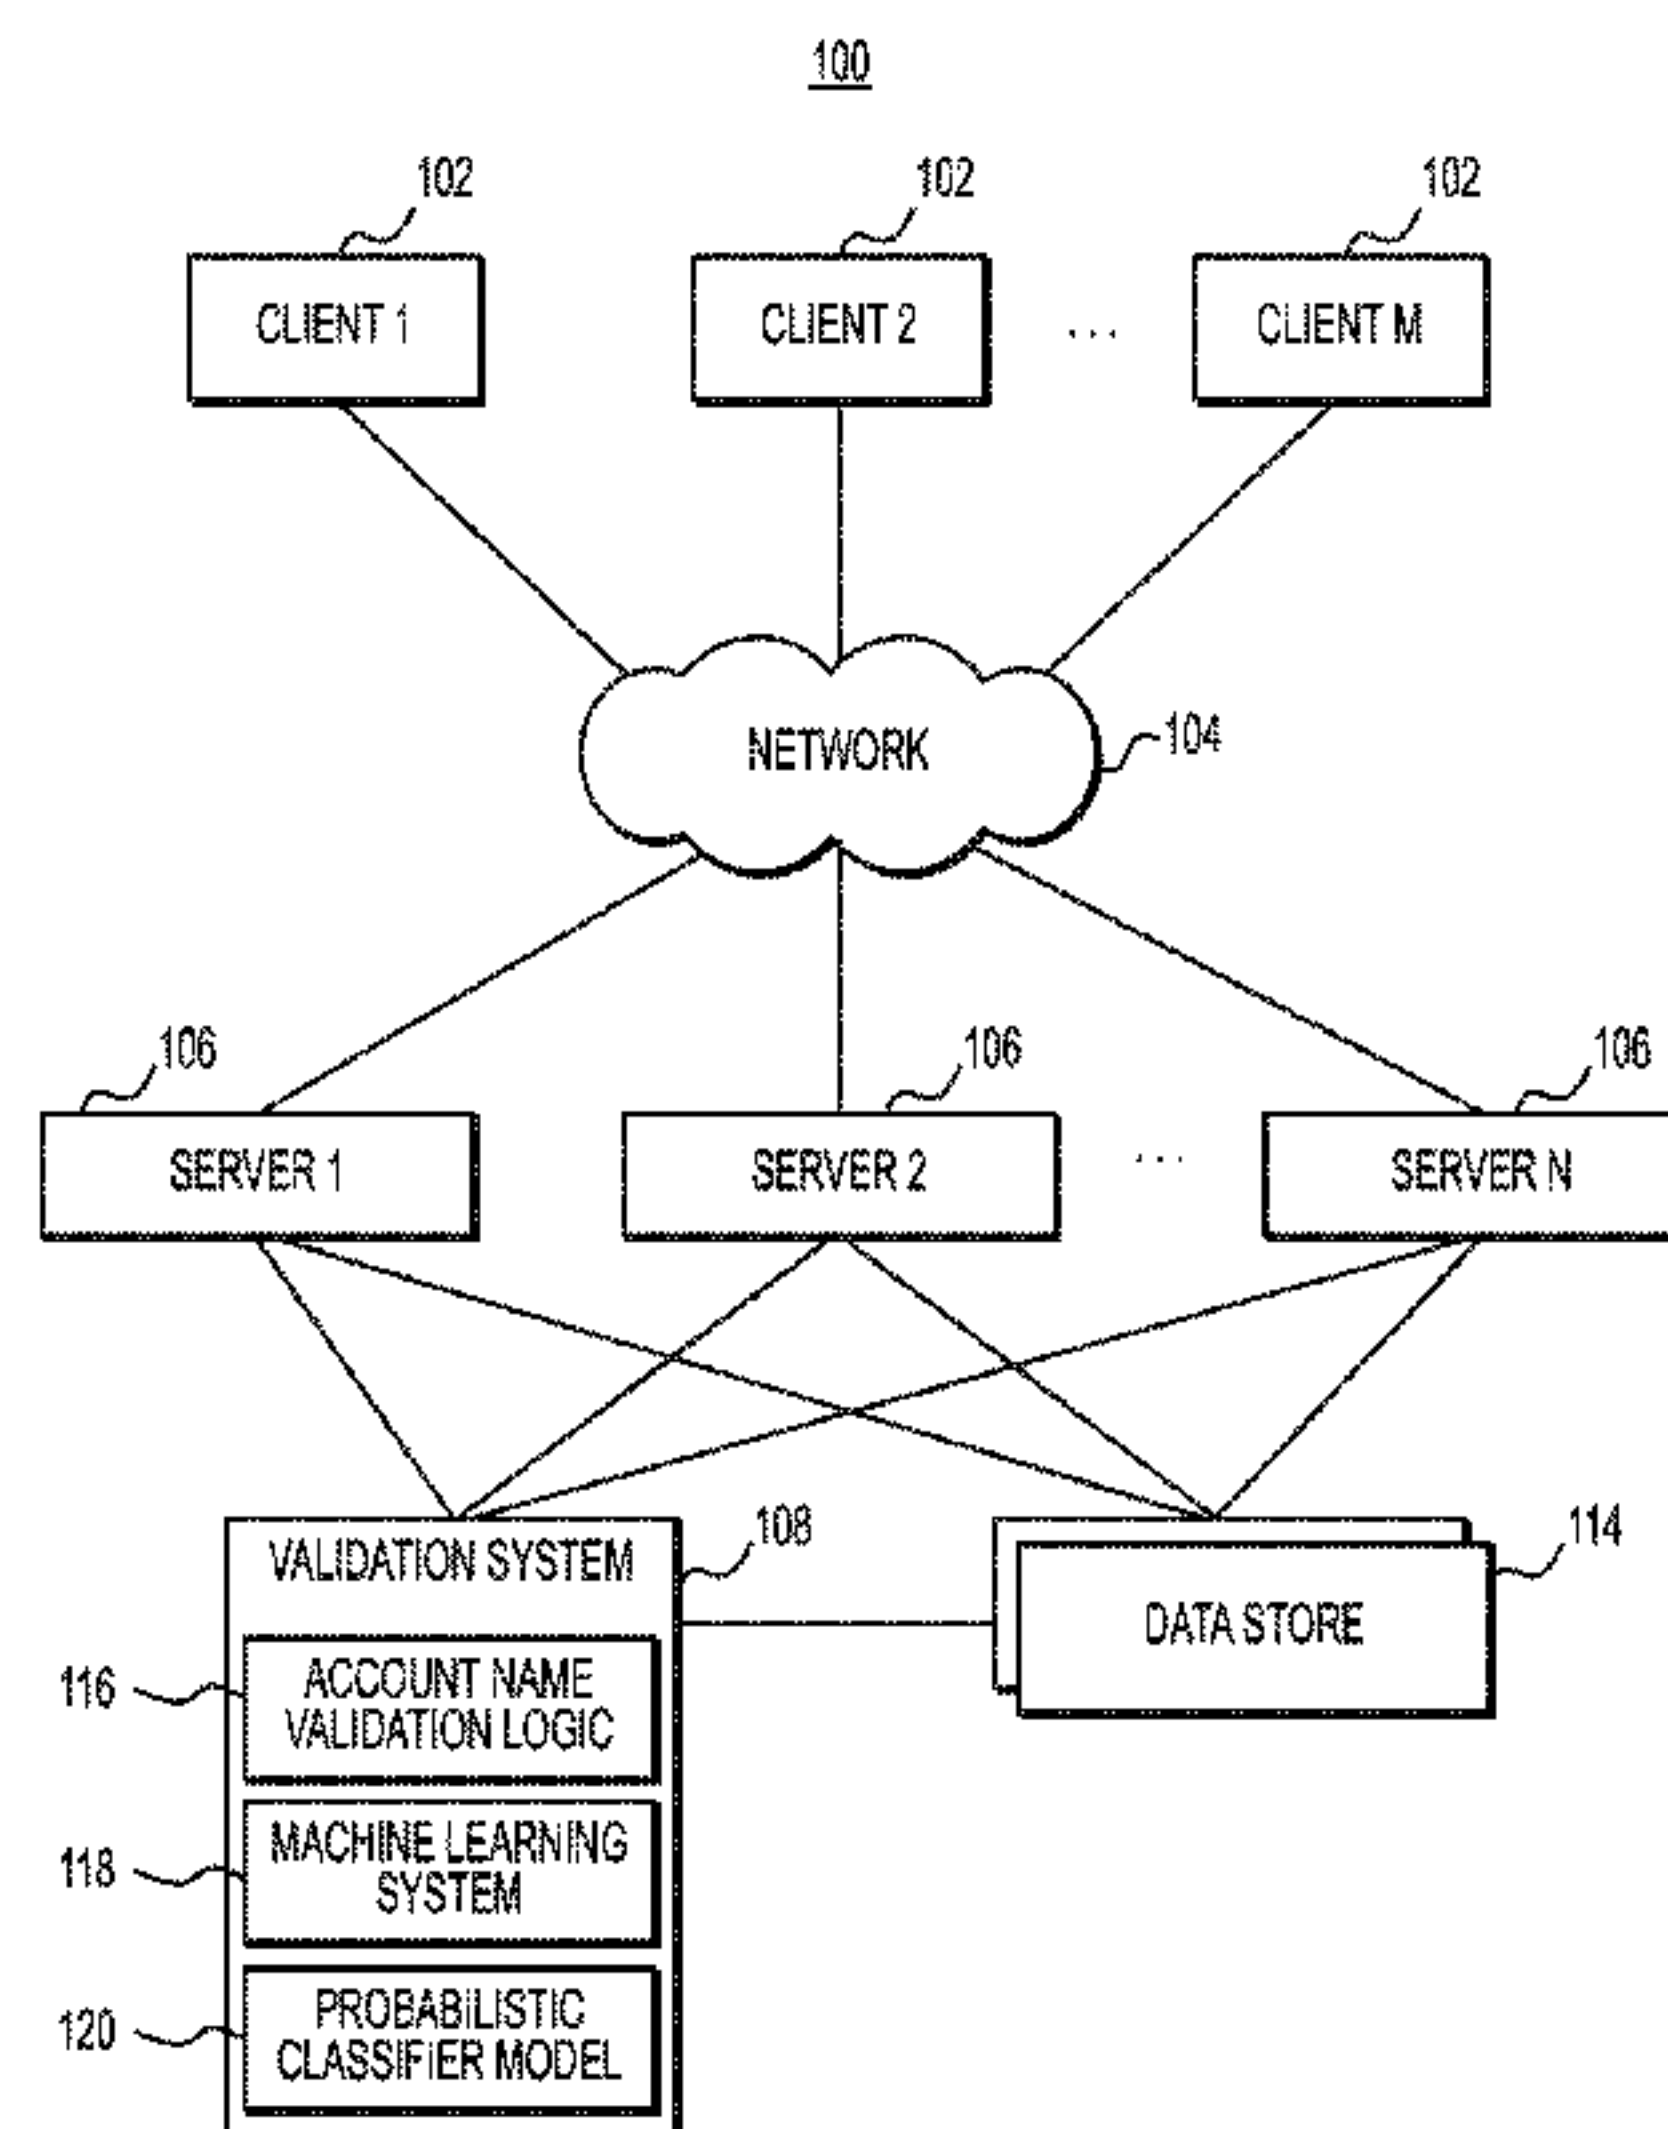 100
102 102 102
CLIENT 1 CLIENT 2 ... CLIENT M
NETWORK 104
106 106 106
SERVER 1 SERVER 2 ... SERVER N
VALIDATION SYSTEM 108
DATA STORE 114
116 ACCOUNT NAME
VALIDATION LOGIC
118 MACHINE LEARNING
SYSTEM
120 PROBABILISTIC
CLASSIFIER MODEL